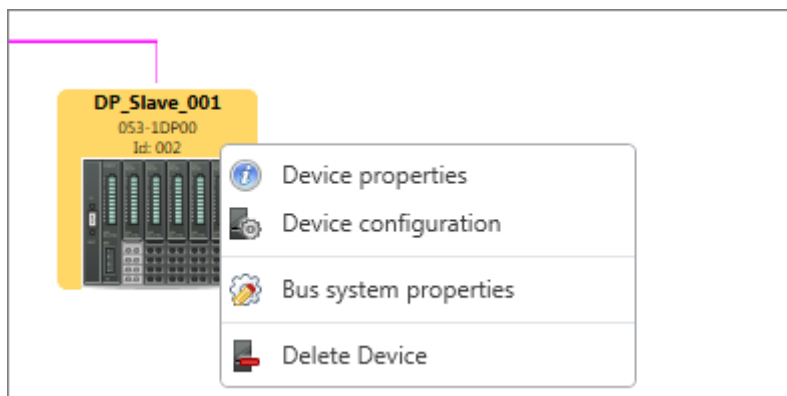 DP_Slave_001
053-1DP00
Id: 002
Device properties
Device configuration
Bus system properties
Delete Device